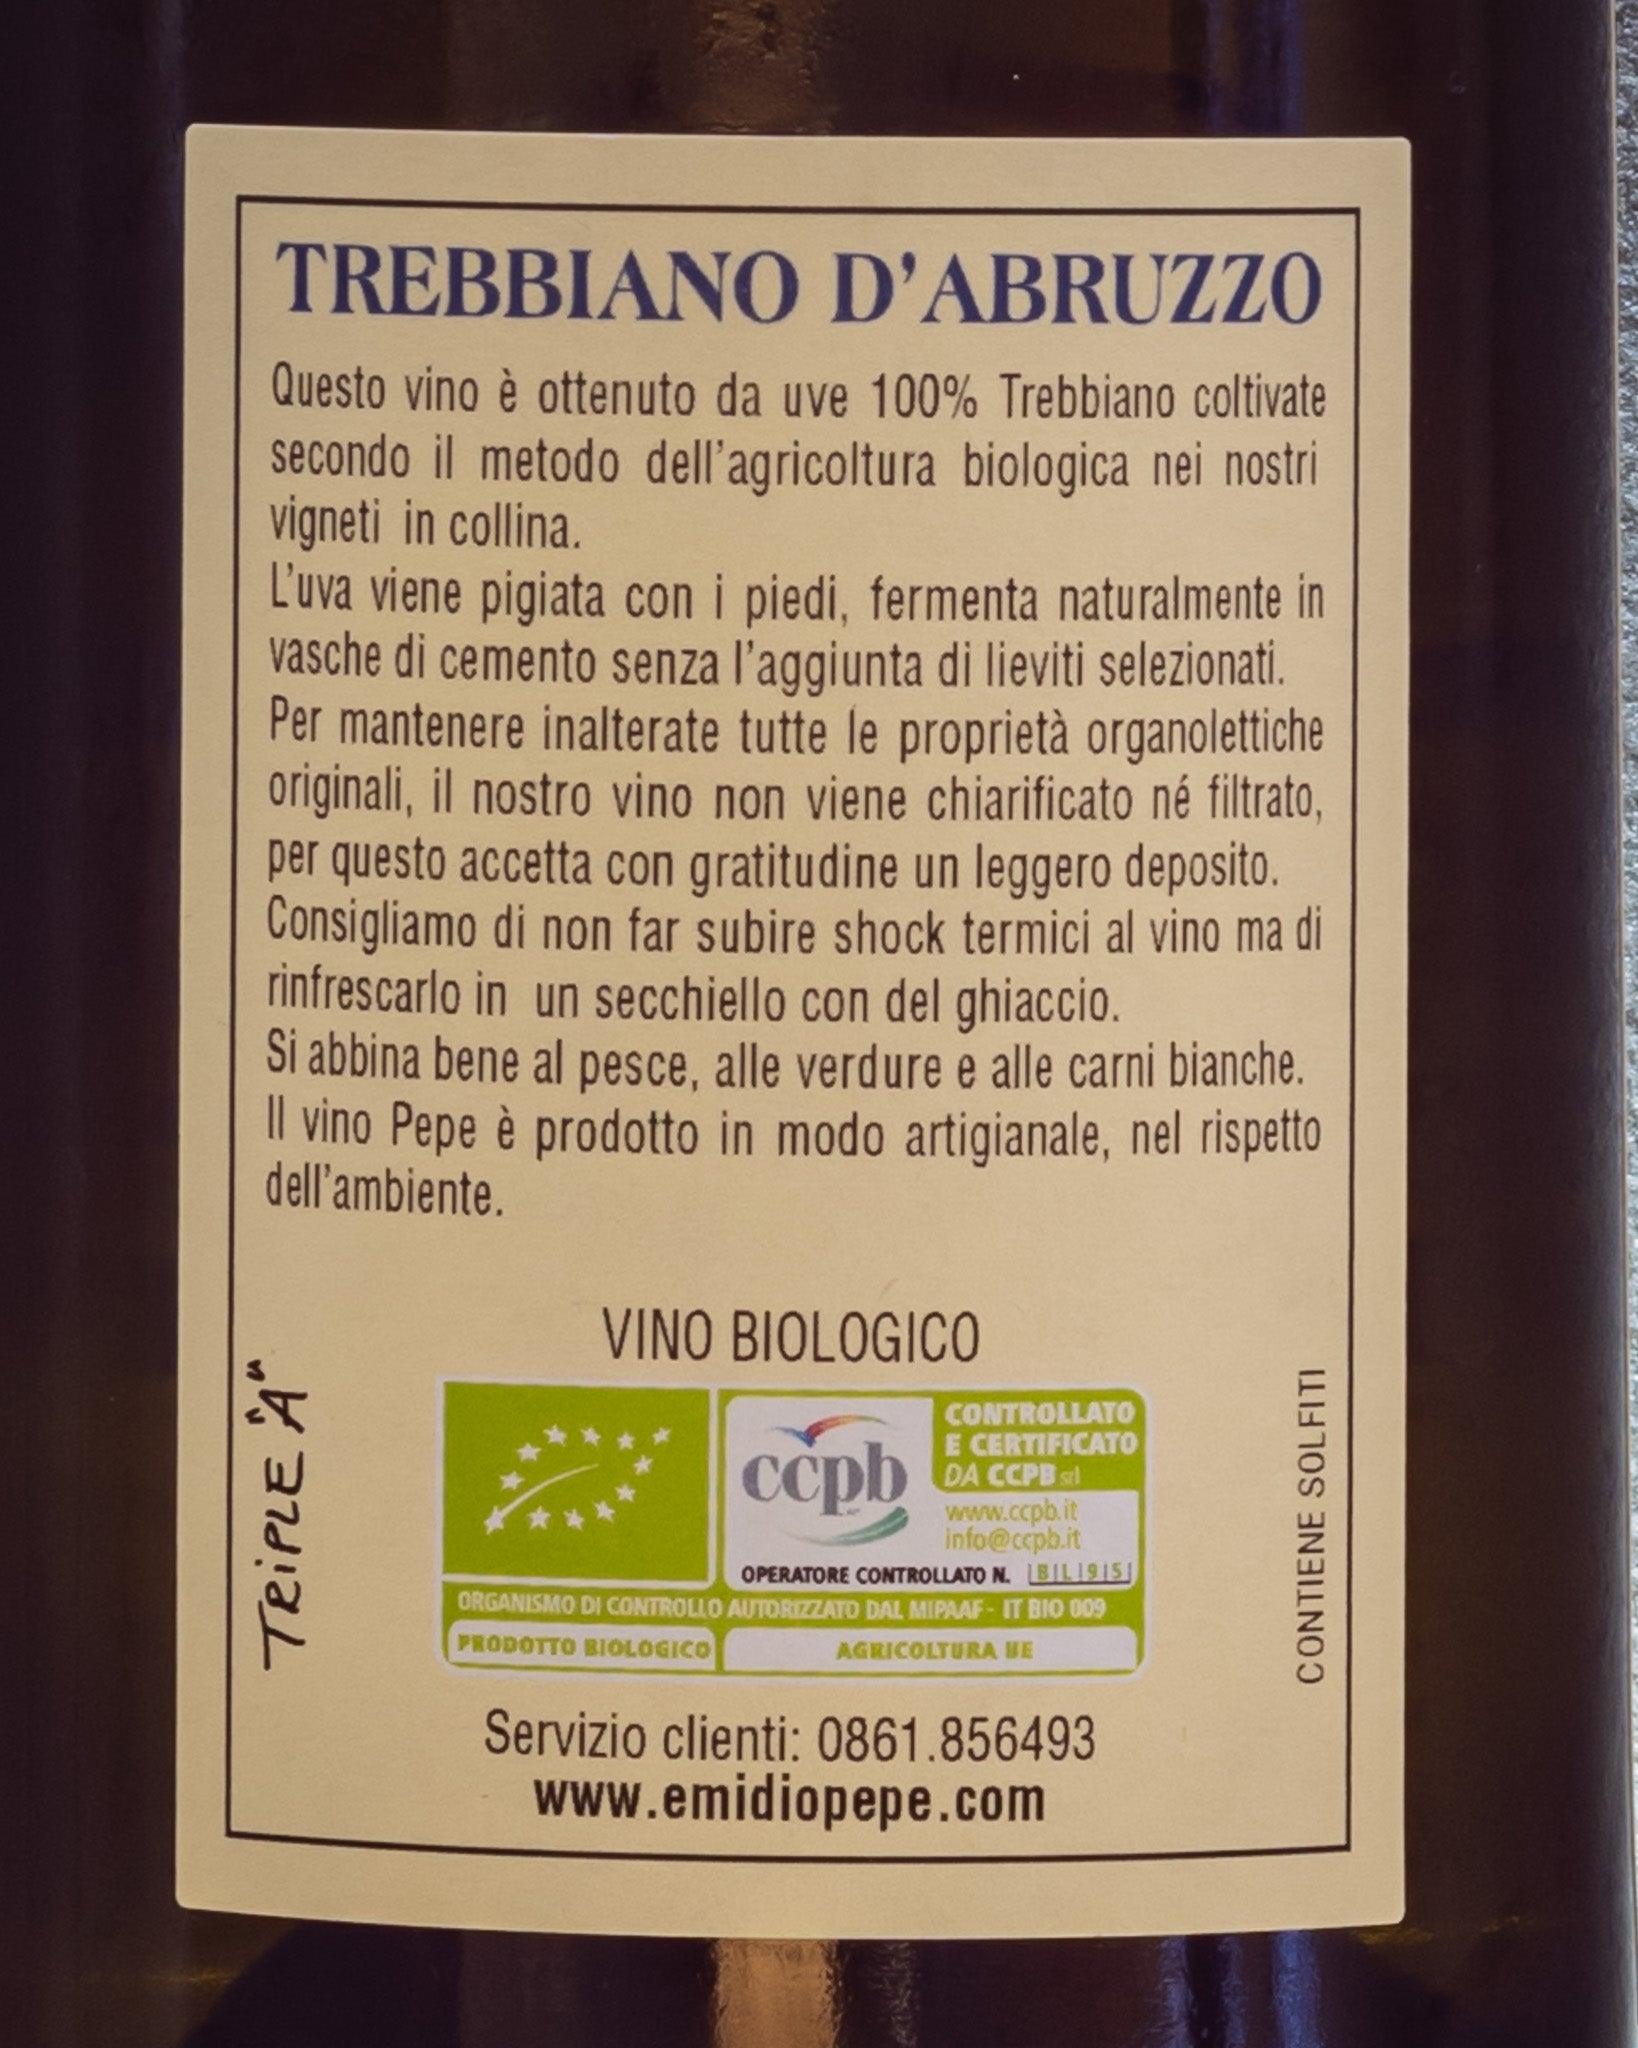 TREBBIANO D'ABRUZZO
Questo vino è ottenuto da uve 100% Trebbiano coltivate
secondo il metodo dell'agricoltura biologica nei nostri
vigneti in collina.
L'uva viene pigiata con i piedi, fermenta naturalmente in
vasche di cemento senza l'aggiunta di lieviti selezionati.
Per mantenere inalterate tutte le proprietà organolettiche
originali, il nostro vino non viene chiarificato né filtrato,
per questo accetta con gratitudine un leggero deposito.
Consigliamo di non far subire shock termici al vino ma di
rinfrescarlo in un secchiello con del ghiaccio.
Si abbina bene al pesce, alle verdure e alle carni bianche.
Il vino Pepe è prodotto in modo artigianale, nel rispetto
dell'ambiente.
VINO BIOLOGICO
TRiPLE "A"
ccpb
CONTROLLATO
E CERTIFICATO
DA CCPB srl
www.ccpb.it
info@ccpb.it
OPERATORE CONTROLLATO N. |B|L|9|5|
ORGANISMO DI CONTROLLO AUTORIZZATO DAL MIPAAF - IT BIO 009
PRODOTTO BIOLOGICO
AGRICOLTURA UE
CONTIENE SOLFITI
Servizio clienti: 0861.856493
www.emidiopepe.com